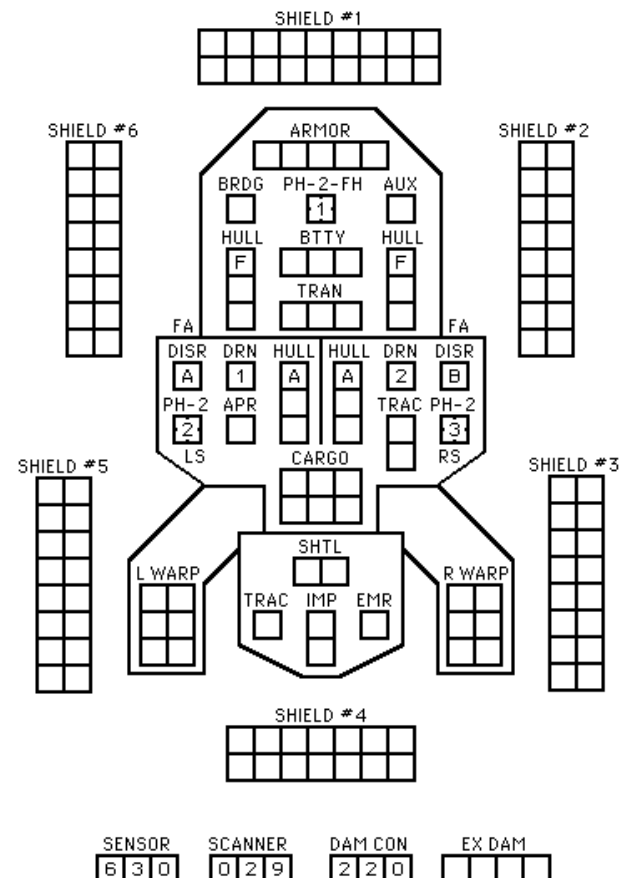 SHIELD #1
SHIELD #6
ARMOR
SHIELD #2
BRDG PH-2-FH AUX
1
HULL BTTY HULL
F F
TRAN
FA FA
DISR DRN HULL HULL DRN DISR
A 1 A A 2 B
PH-2 APR TRAC PH-2
2 3
LS RS
SHIELD #5 CARGO SHIELD #3
SHTL
L WARP R WARP
TRAC IMP EMR
SHIELD #4
SENSOR SCANNER DAM CON EX DAM
6 3 0 0 2 9 2 2 0